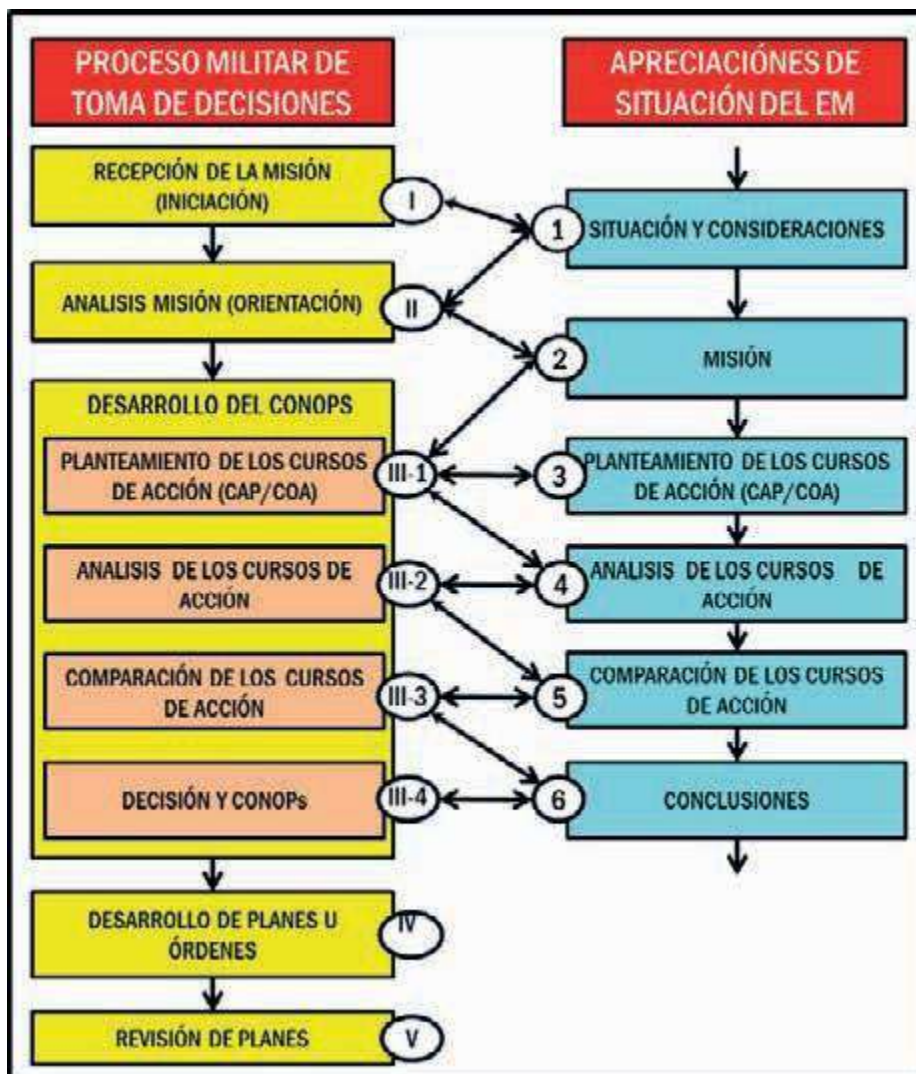 PROCESO MILITAR DE
TOMA DE DECISIONES
RECEPCIÓN DE LA MISIÓN
(INICIACIÓN)
I
ANALISIS MISIÓN (ORIENTACIÓN)
II
DESARROLLO DEL CONOPS
PLANTEAMIENTO DE LOS CURSOS
DE ACCIÓN (CAP/COA)
III-1
ANALISIS DE LOS CURSOS DE
ACCIÓN
III-2
COMPARACIÓN DE LOS CURSOS
DE ACCIÓN
III-3
DECISIÓN Y CONOPs
III-4
DESARROLLO DE PLANES U
ÓRDENES
IV
REVISIÓN DE PLANES
V
APRECIACIÓNES DE
SITUACIÓN DEL EM
1
SITUACIÓN Y CONSIDERACIONES
2
MISIÓN
3
PLANTEAMIENTO DE LOS CURSOS
DE ACCIÓN (CAP/COA)
4
ANALISIS DE LOS CURSOS DE
ACCIÓN
5
COMPARACIÓN DE LOS CURSOS
DE ACCIÓN
6
CONCLUSIONES